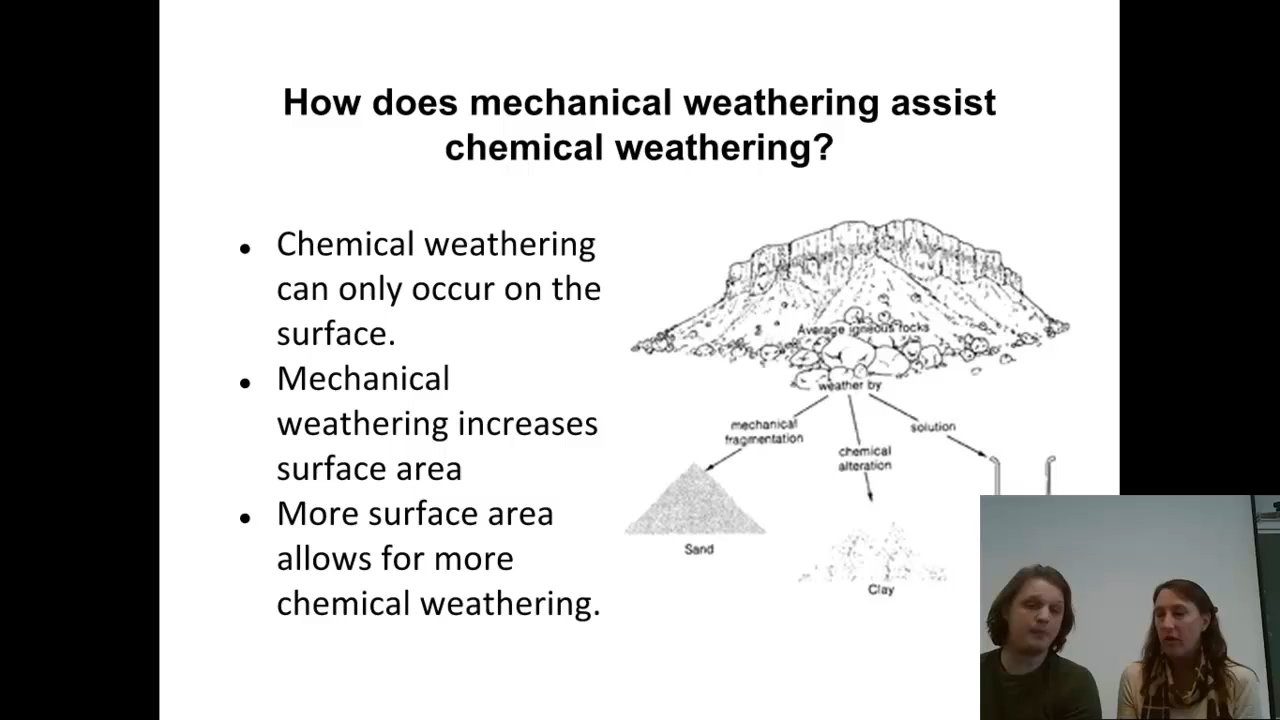 How does mechanical weathering assist
chemical weathering?
● Chemical weathering
can only occur on the
surface.
● Mechanical
weathering increases
surface area
● More surface area
allows for more
chemical weathering.
Average igneous rocks
weather by
mechanical
fragmentation
chemical
alteration
solution
Sand
Clay